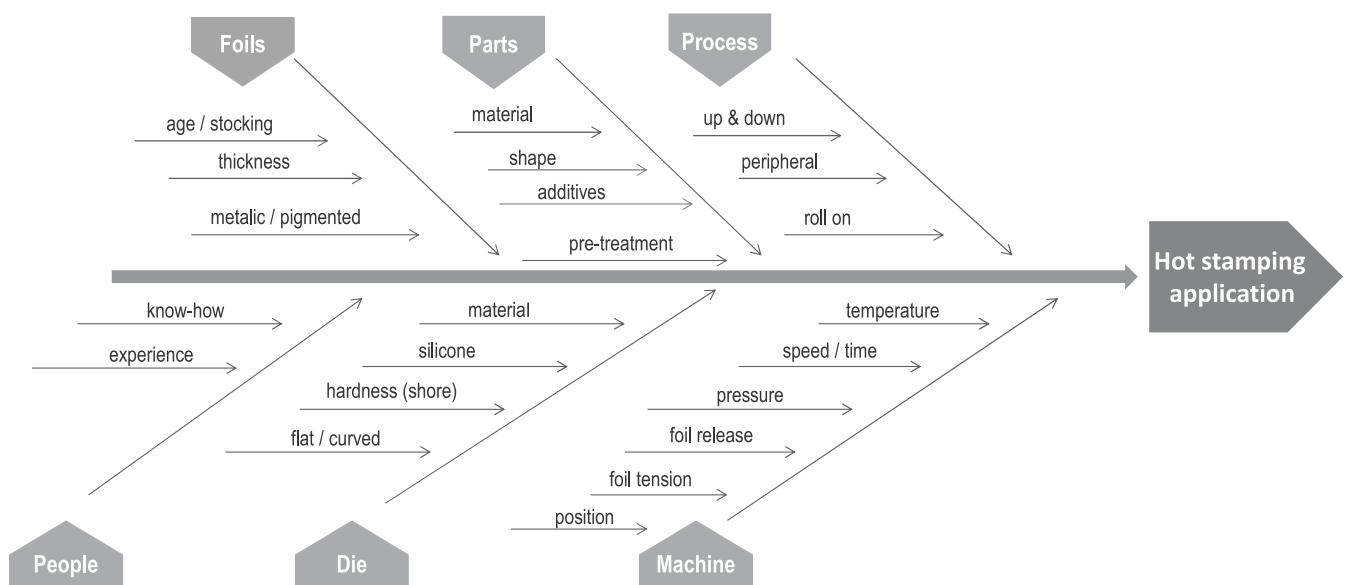 Foils
Parts
Process
age / stocking
thickness
metalic / pigmented
material
shape
additives
pre-treatment
up & down
peripheral
roll on
Hot stamping
application
know-how
experience
material
silicone
hardness (shore)
flat / curved
temperature
speed / time
pressure
foil release
foil tension
position
People
Die
Machine